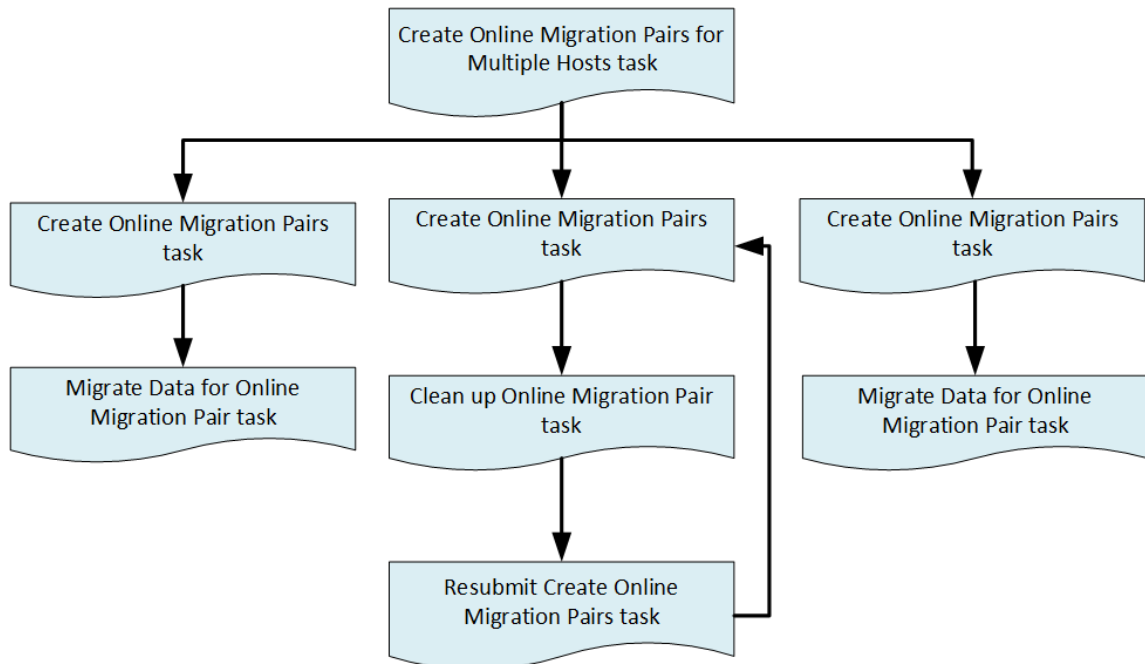 Create Online Migration Pairs for
Multiple Hosts task
Create Online Migration Pairs
task
Create Online Migration Pairs
task
Create Online Migration Pairs
task
Migrate Data for Online
Migration Pair task
Clean up Online Migration Pair
task
Migrate Data for Online
Migration Pair task
Resubmit Create Online
Migration Pairs task